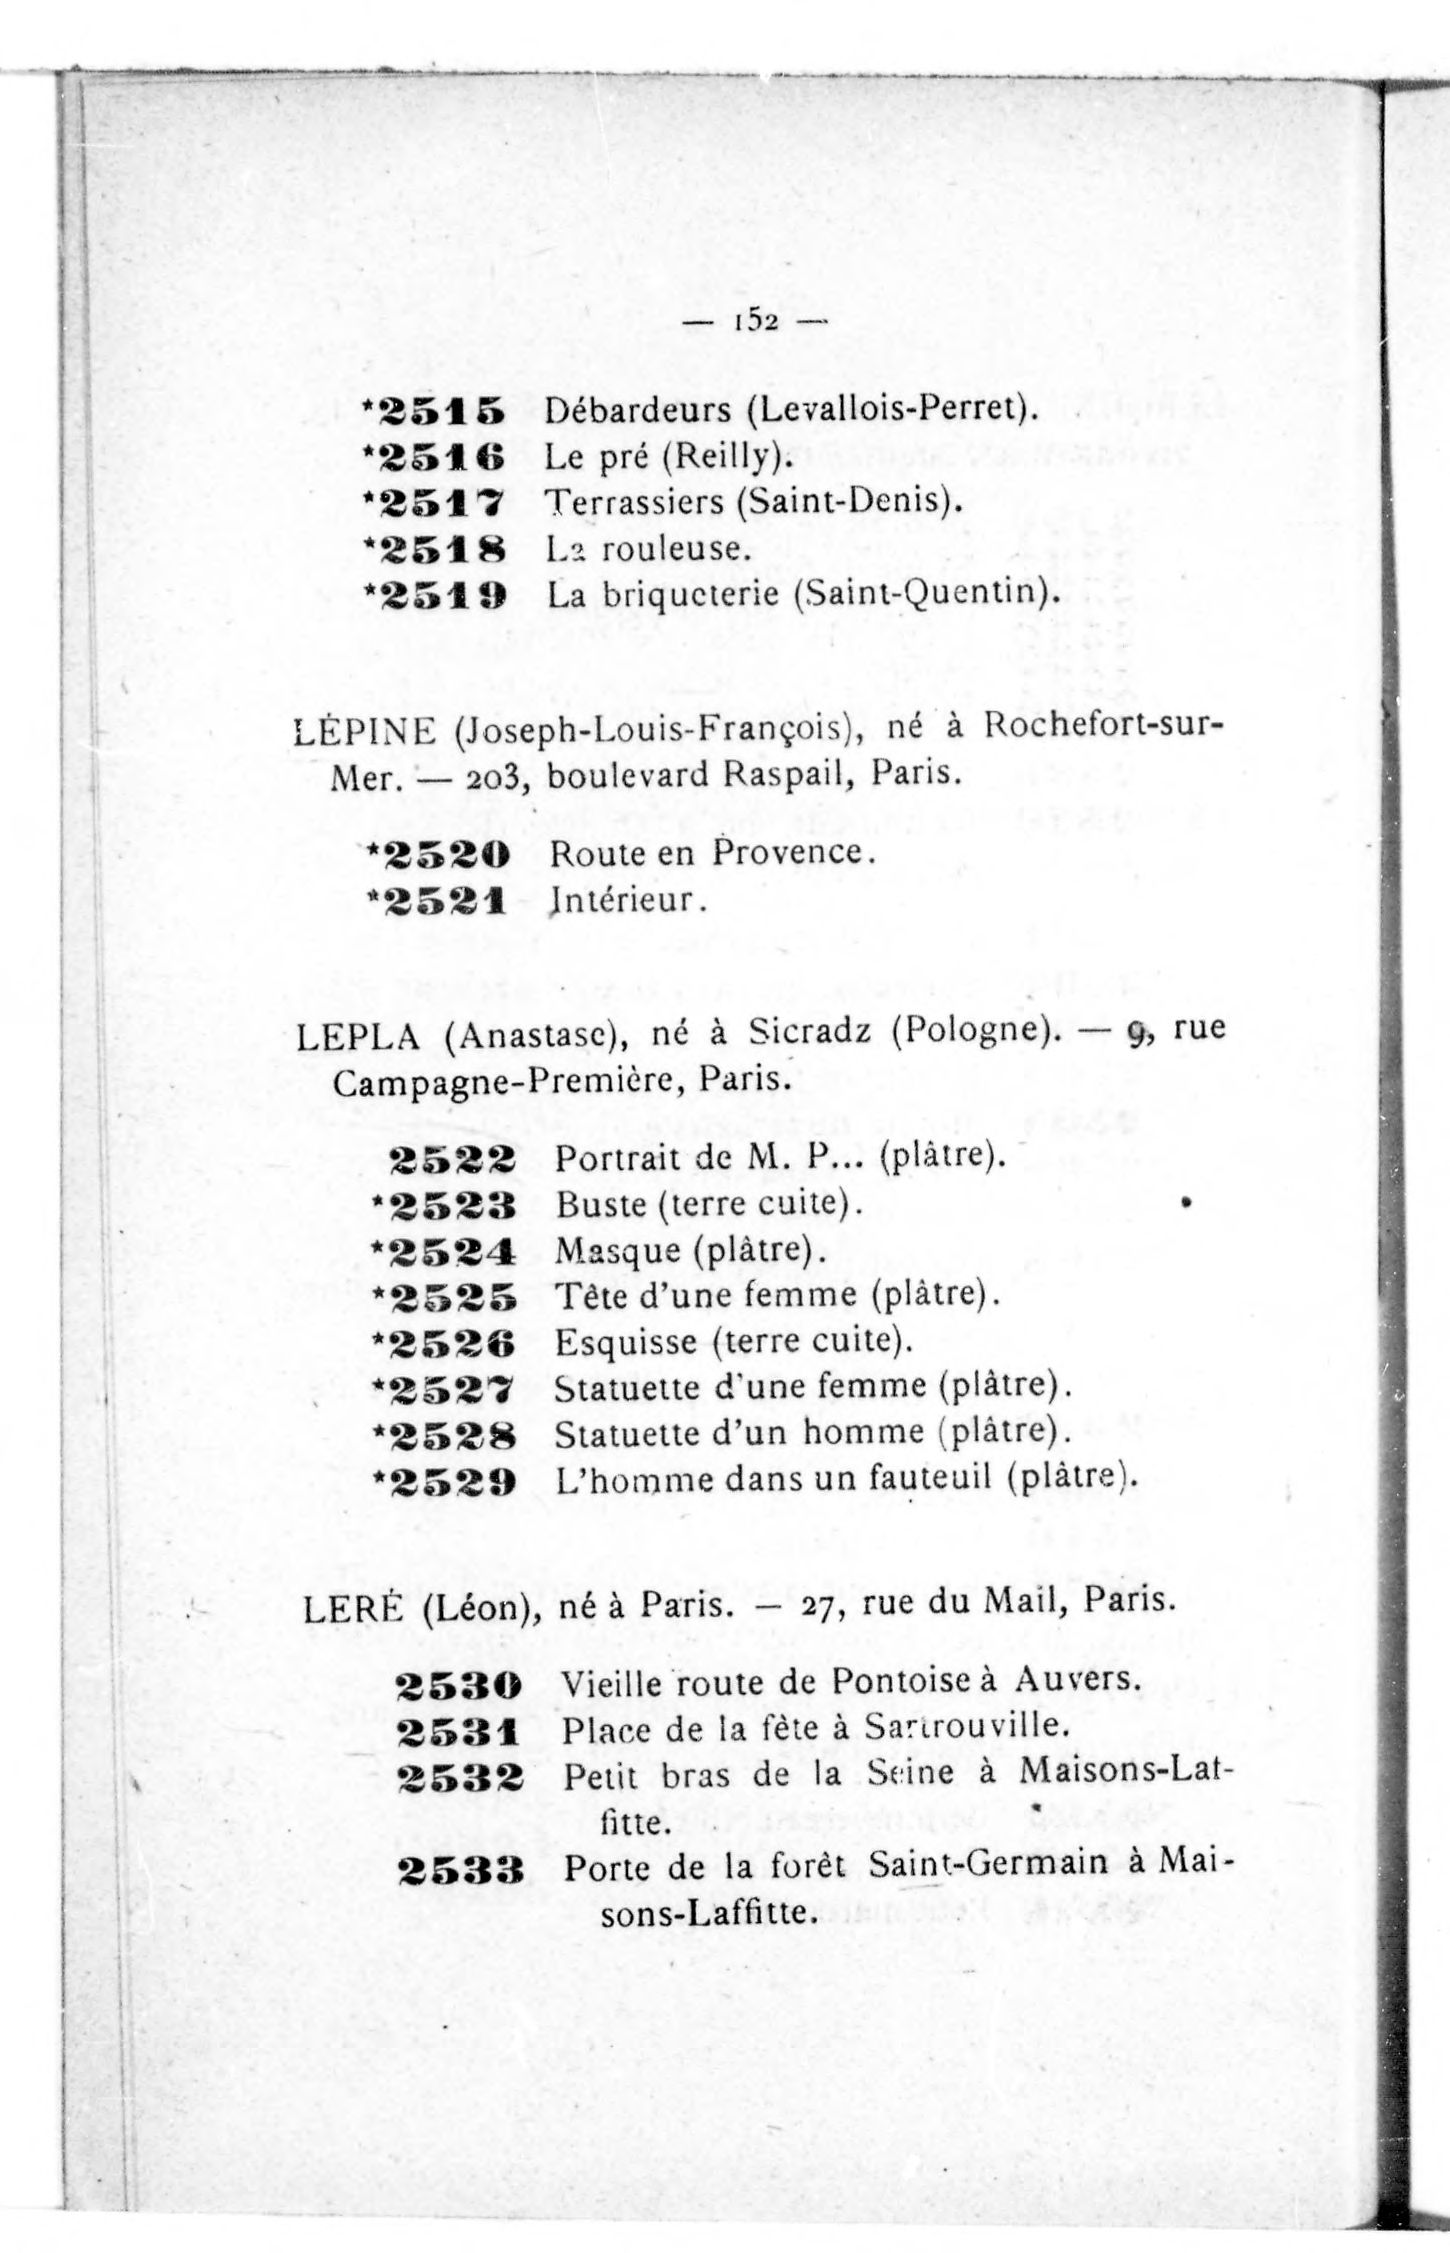 — 152 —
*2515 Débardeurs (Levallois-Perret).
*2516 Le pré (Reilly).
*2517 Terrassiers (Saint-Denis).
*2518 La rouleuse.
*2519 La briqueterie (Saint-Quentin).
LÉPINE (Joseph-Louis-François), né à Rochefort-sur-
Mer. — 203, boulevard Raspail, Paris.
*2520 Route en Provence.
*2521 Intérieur.
LEPLA (Anastase), né à Sieradz (Pologne). — 9, rue
Campagne-Première, Paris.
2522 Portrait de M. P... (plâtre).
*2523 Buste (terre cuite).
*2524 Masque (plâtre).
*2525 Tête d'une femme (plâtre).
*2526 Esquisse (terre cuite).
*2527 Statuette d'une femme (plâtre).
*2528 Statuette d'un homme (plâtre).
*2529 L'homme dans un fauteuil (plâtre).
LERÉ (Léon), né à Paris. — 27, rue du Mail, Paris.
2530 Vieille route de Pontoise à Auvers.
2531 Place de la fête à Sartrouville.
2532 Petit bras de la Seine à Maisons-Laf-
fitte.
2533 Porte de la forêt Saint-Germain à Mai-
sons-Laffitte.